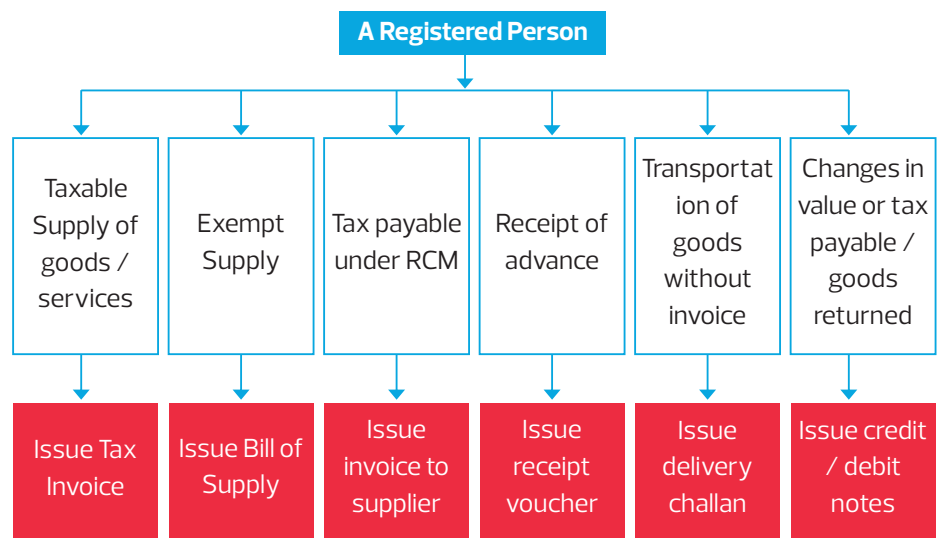 A Registered Person
Taxable
Supply of
goods /
services
Exempt
Supply
Tax payable
under RCM
Receipt of
advance
Transportat
ion of
goods
without
invoice
Changes in
value or tax
payable /
goods
returned
Issue Tax
Invoice
Issue Bill of
Supply
Issue
invoice to
supplier
Issue
receipt
voucher
Issue
delivery
challan
Issue credit
/ debit
notes